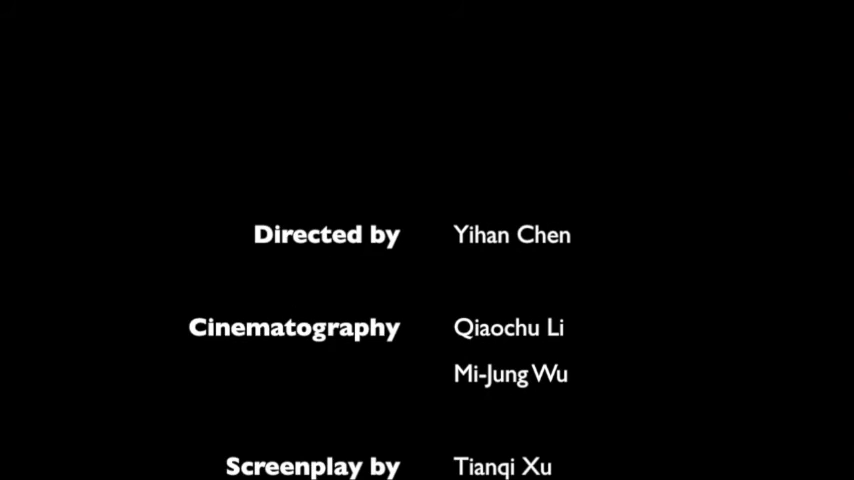 Directed by Yihan Chen
Cinematography Qiaochu Li
Mi-Jung Wu
Screenplay by Tianqi Xu